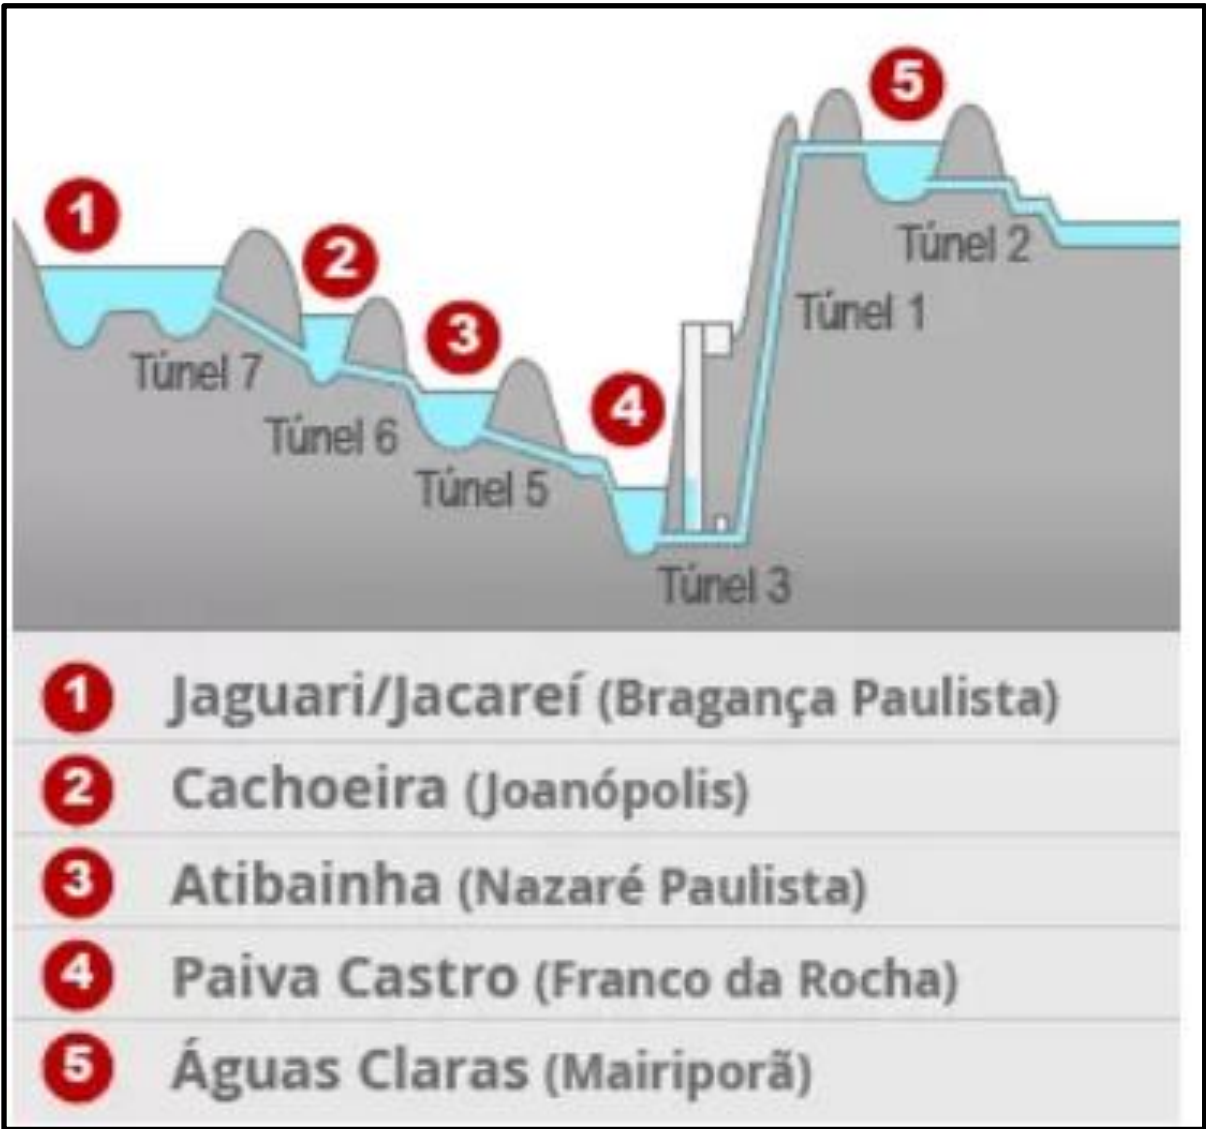 5
1
2
Túnel 2
3
Túnel 1
Túnel 7
4
Túnel 6
Túnel 5
Túnel 3
1 Jaguari/Jacareí (Bragança Paulista)
2 Cachoeira (Joanópolis)
3 Atibainha (Nazaré Paulista)
4 Paiva Castro (Franco da Rocha)
5 Águas Claras (Mairiporã)